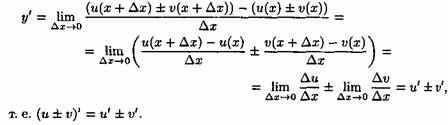 y' = lim_{Δx→0} ((u(x + Δx) ± v(x + Δx)) − (u(x) ± v(x))) / Δx =
= lim_{Δx→0} ( (u(x + Δx) − u(x)) / Δx ± (v(x + Δx) − v(x)) / Δx ) =
= lim_{Δx→0} Δu/Δx ± lim_{Δx→0} Δv/Δx = u' ± v',
т. е. (u ± v)' = u' ± v'.